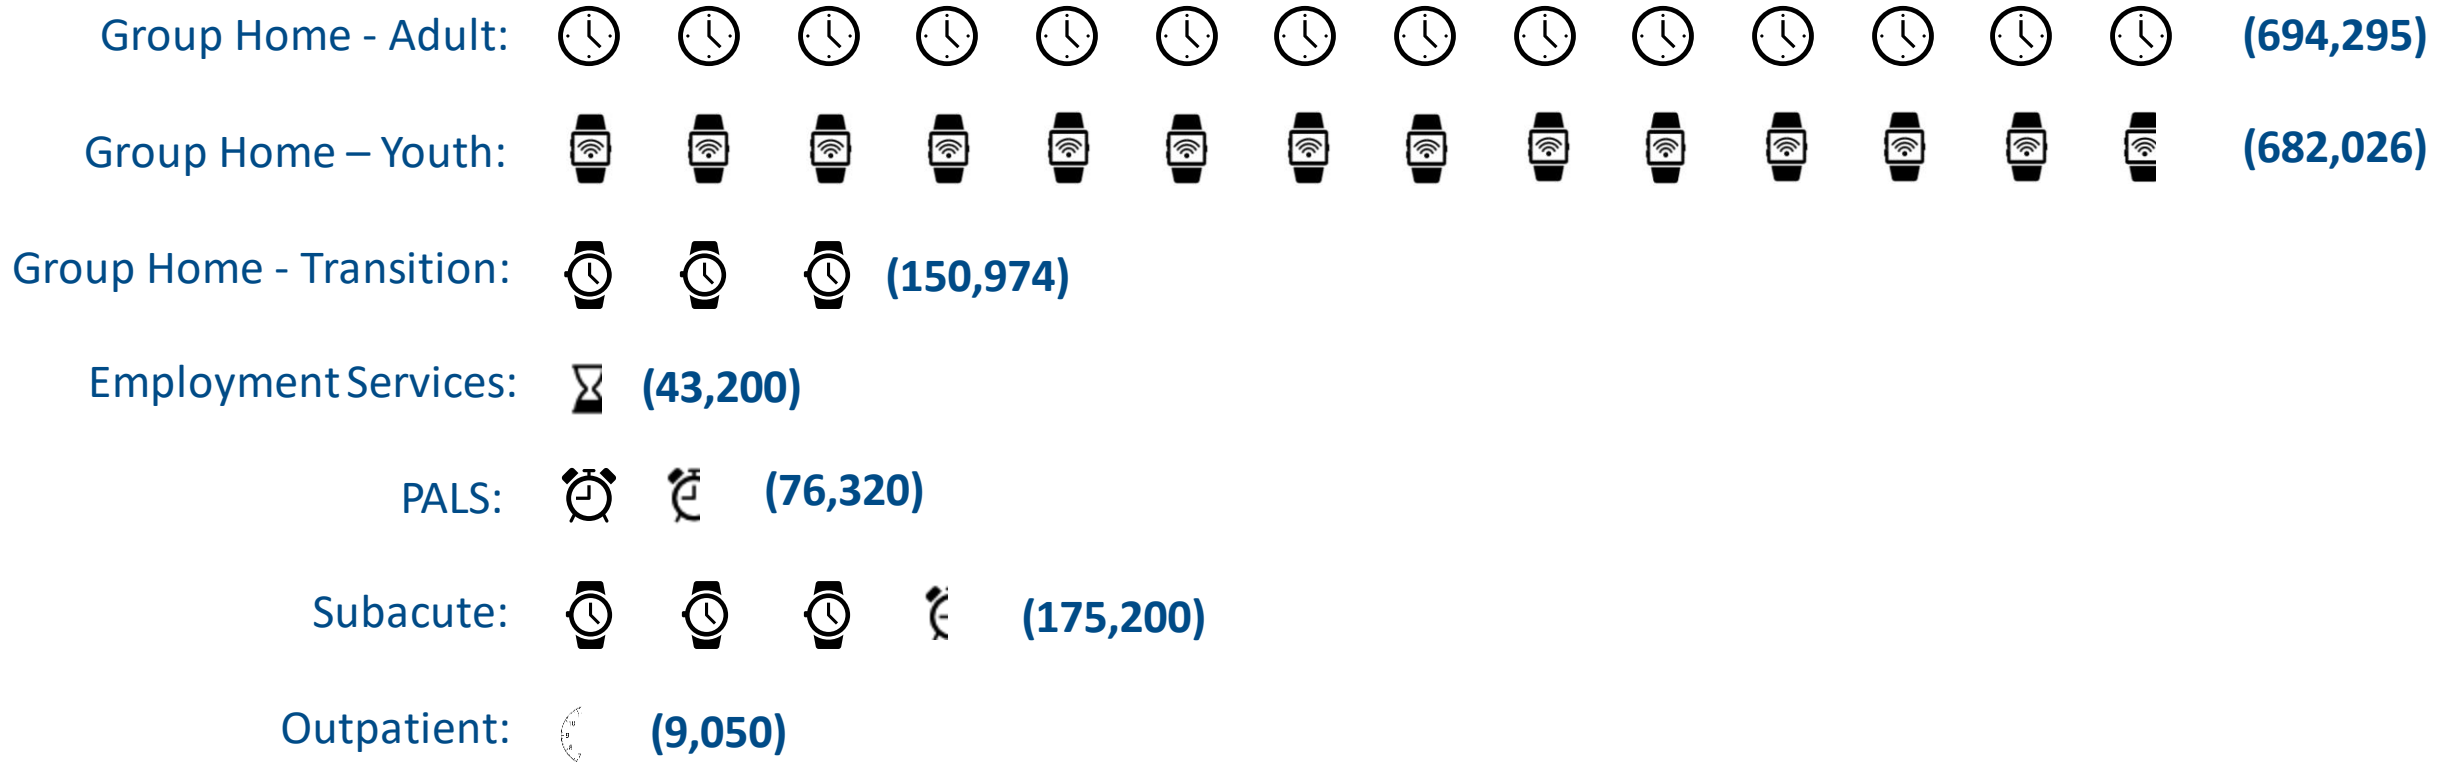 Group Home - Adult: (694,295)
Group Home – Youth: (682,026)
Group Home - Transition: (150,974)
Employment Services: (43,200)
PALS: (76,320)
Subacute: (175,200)
Outpatient: (9,050)